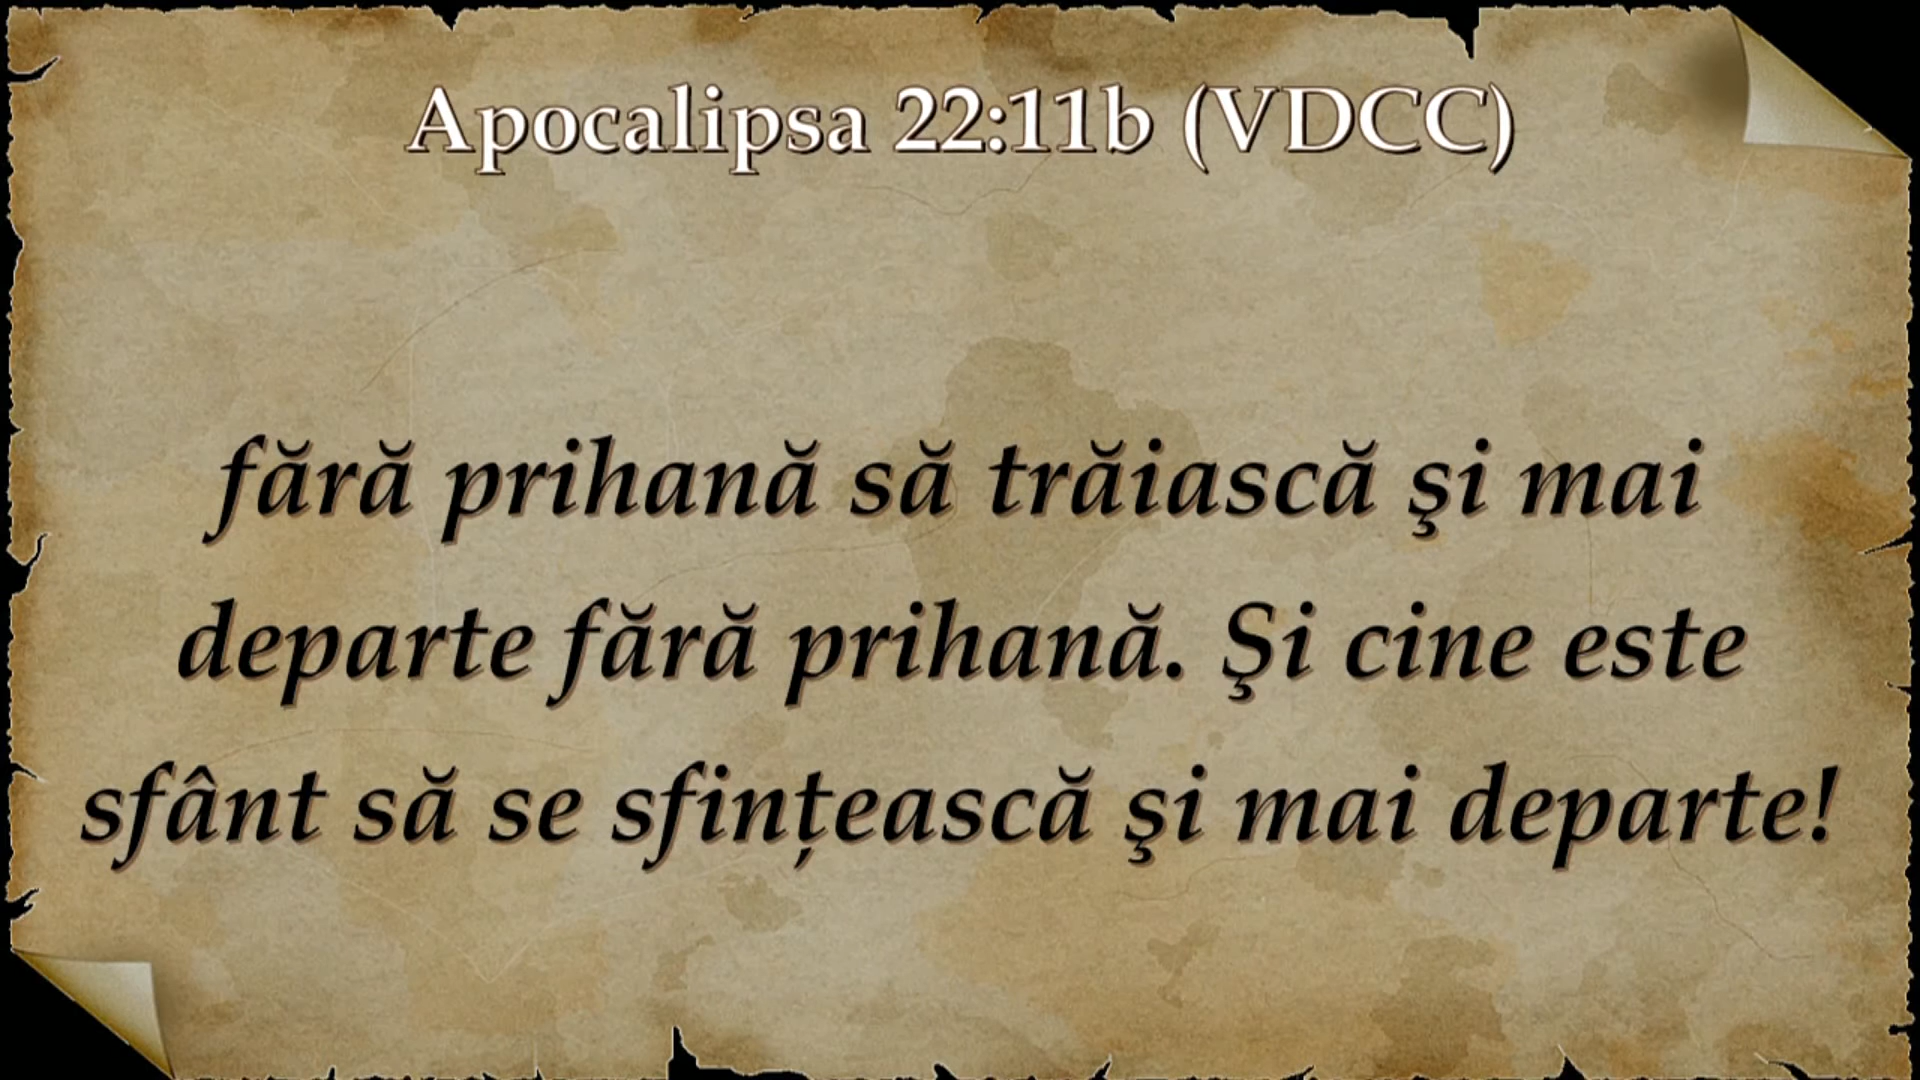 Apocalipsa 22:11b (VDCC)
fără prihană să trăiască şi mai
departe fără prihană. Şi cine este
sfânt să se sfinţească şi mai departe!